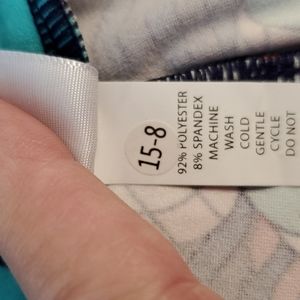 15-8
92% POLYESTER
8% SPANDEX
MACHINE
WASH
COLD
GENTLE
CYCLE
DO NOT